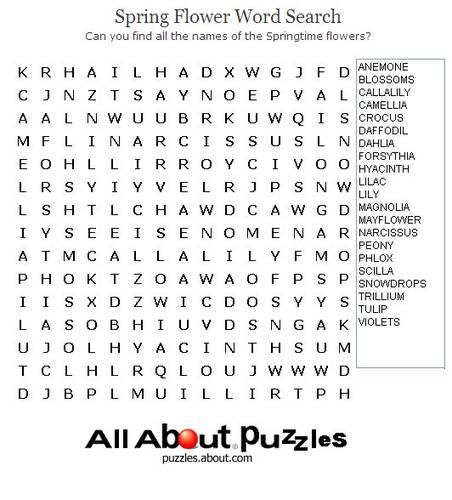 Spring Flower Word Search
Can you find all the names of the Springtime flowers?
K R H A I L H A D X W G J F D
C J N Z T S A Y N O E P V A L
A A L N W U U B R K U W Q I S
M F L I N A R C I S S U S L N
E O H L L I R R O Y C I V O O
L R S Y I Y V E L R J P S N W
L S H T L C H A W D C A W G D
I Y S E E I S E N O M E N A R
A T M C A L L A L I L Y F M O
P H O K T Z O A W A O F P S P
I I S X D Z W I C D O S Y Y S
L A S O B H I U V D S N G A K
U J O L H Y A C I N T H S U M
T C L H L R Q L O U J W W W D
D J B P L M U I L L I R T P H
ANEMONE
BLOSSOMS
CALLALILY
CAMELLIA
CROCUS
DAFFODIL
DAHLIA
FORSYTHIA
HYACINTH
LILAC
LILY
MAGNOLIA
MAYFLOWER
NARCISSUS
PEONY
PHLOX
SCILLA
SNOWDROPS
TRILLIUM
TULIP
VIOLETS
All About Puzzles
puzzles.about.com